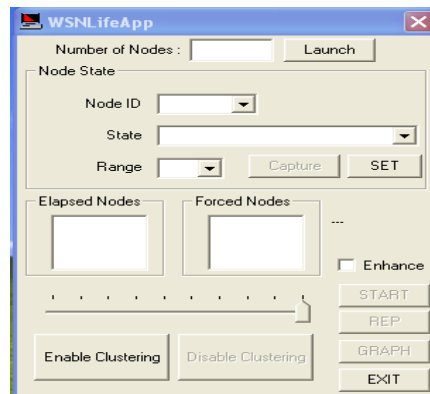 WSNLifeApp
Number of Nodes : Launch
Node State
Node ID
State
Range Capture SET
Elapsed Nodes Forced Nodes
---
Enhance
START
REP
Enable Clustering Disable Clustering GRAPH
EXIT